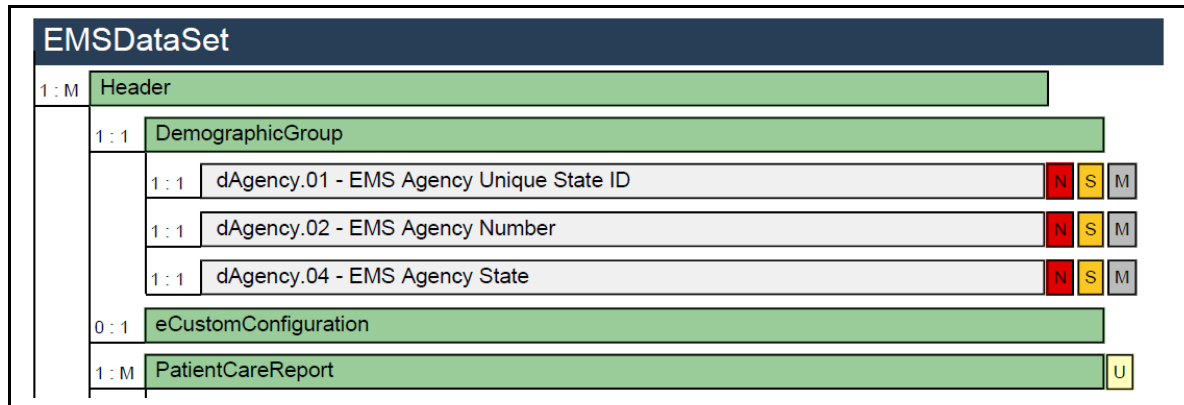 EMSDataSet
1 : M Header
1 : 1 DemographicGroup
1 : 1 dAgency.01 - EMS Agency Unique State ID N S M
1 : 1 dAgency.02 - EMS Agency Number N S M
1 : 1 dAgency.04 - EMS Agency State N S M
0 : 1 eCustomConfiguration
1 : M PatientCareReport U